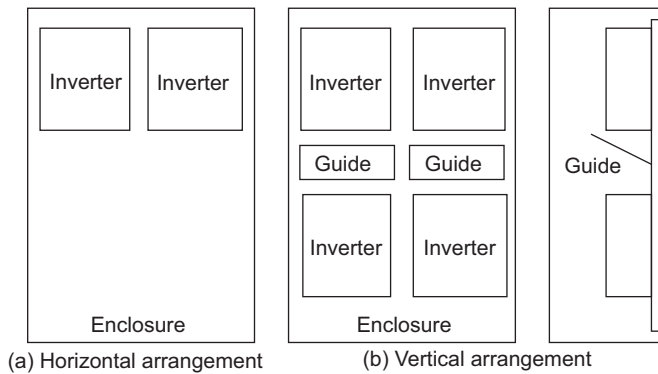 Inverter Inverter
Enclosure
(a) Horizontal arrangement
Inverter Inverter
Guide Guide
Inverter Inverter
Enclosure
Guide
(b) Vertical arrangement